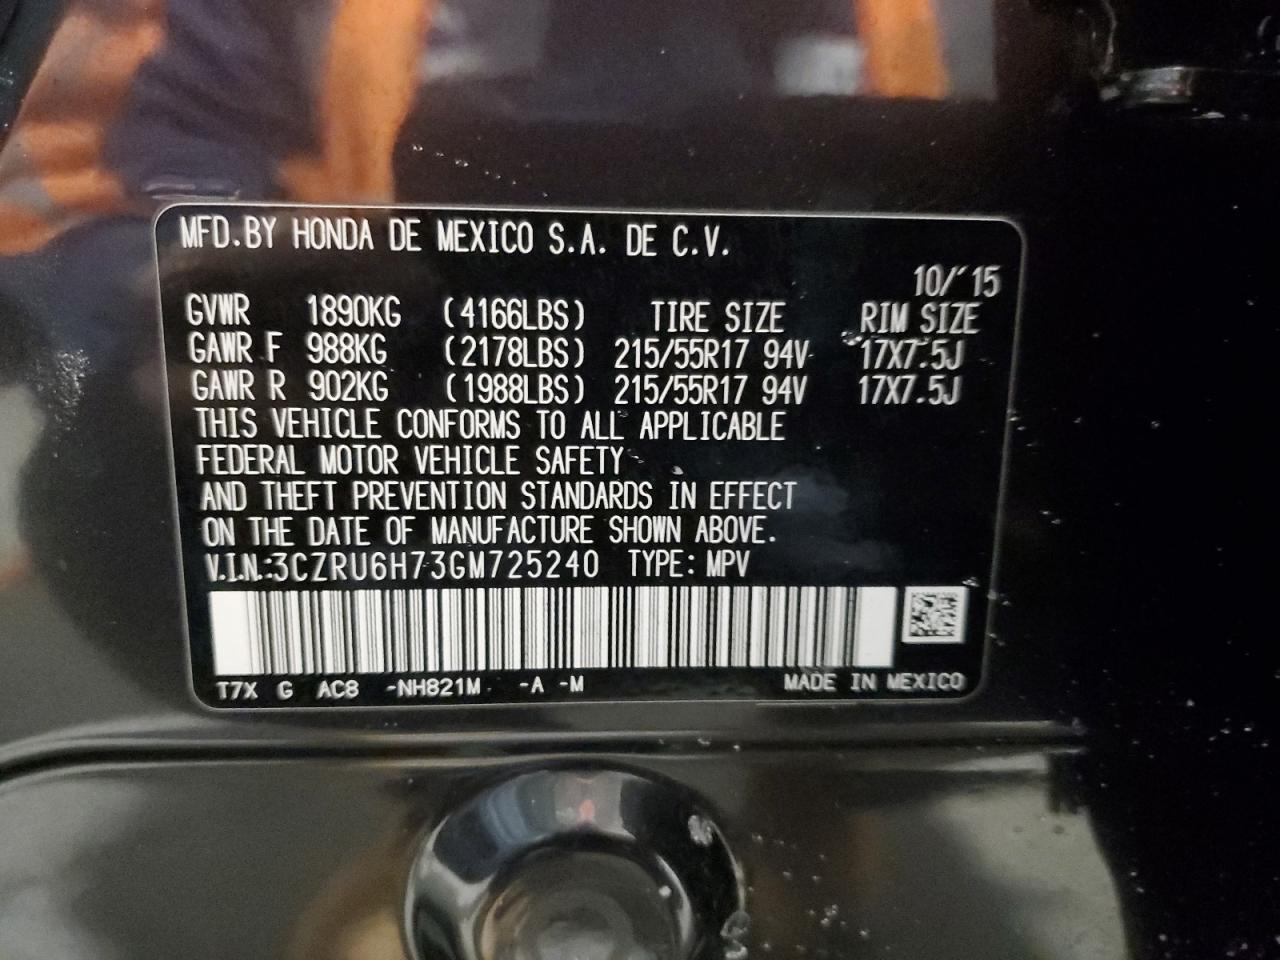 MFD.BY HONDA DE MEXICO S.A. DE C.V.
10/'15
GVWR 1890KG (4166LBS) TIRE SIZE RIM SIZE
GAWR F 988KG (2178LBS) 215/55R17 94V 17X7.5J
GAWR R 902KG (1988LBS) 215/55R17 94V 17X7.5J
THIS VEHICLE CONFORMS TO ALL APPLICABLE
FEDERAL MOTOR VEHICLE SAFETY
AND THEFT PREVENTION STANDARDS IN EFFECT
ON THE DATE OF MANUFACTURE SHOWN ABOVE.
V.I.N.:3CZRU6H73GM725240 TYPE: MPV
T7X G AC8 -NH821M -A -M MADE IN MEXICO